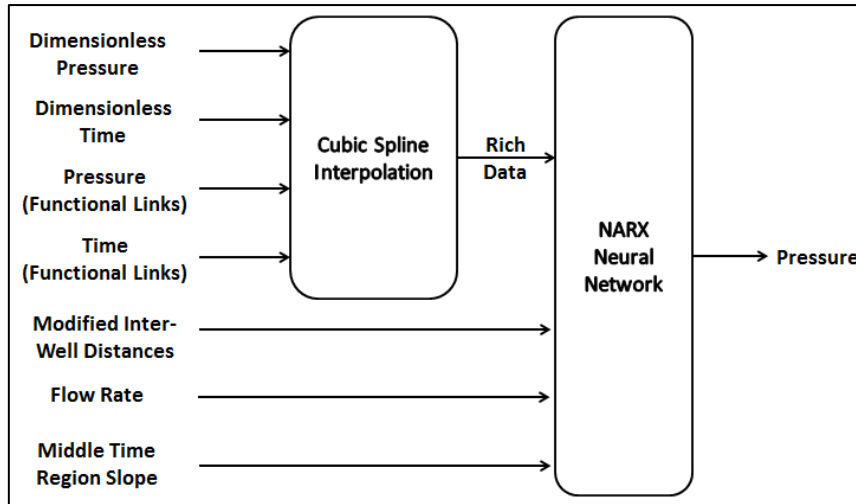 Dimensionless
Pressure
Dimensionless
Time
Pressure
(Functional Links)
Time
(Functional Links)
Modified Inter-
Well Distances
Flow Rate
Middle Time
Region Slope
Cubic Spline
Interpolation
Rich
Data
NARX
Neural
Network
Pressure